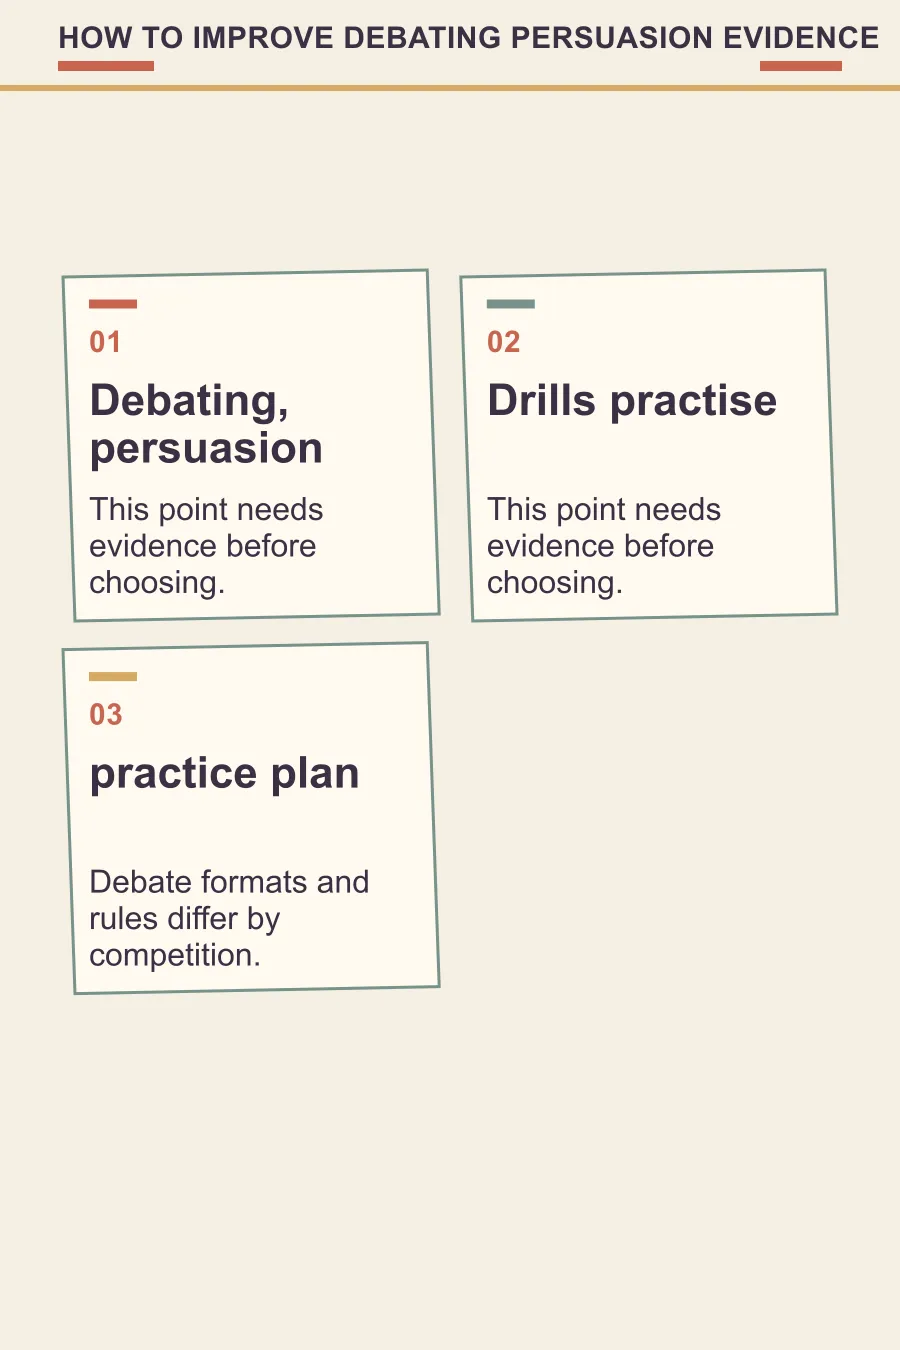 HOW TO IMPROVE DEBATING PERSUASION EVIDENCE
01
Debating,
persuasion
This point needs
evidence before
choosing.
02
Drills practise
This point needs
evidence before
choosing.
03
practice plan
Debate formats and
rules differ by
competition.